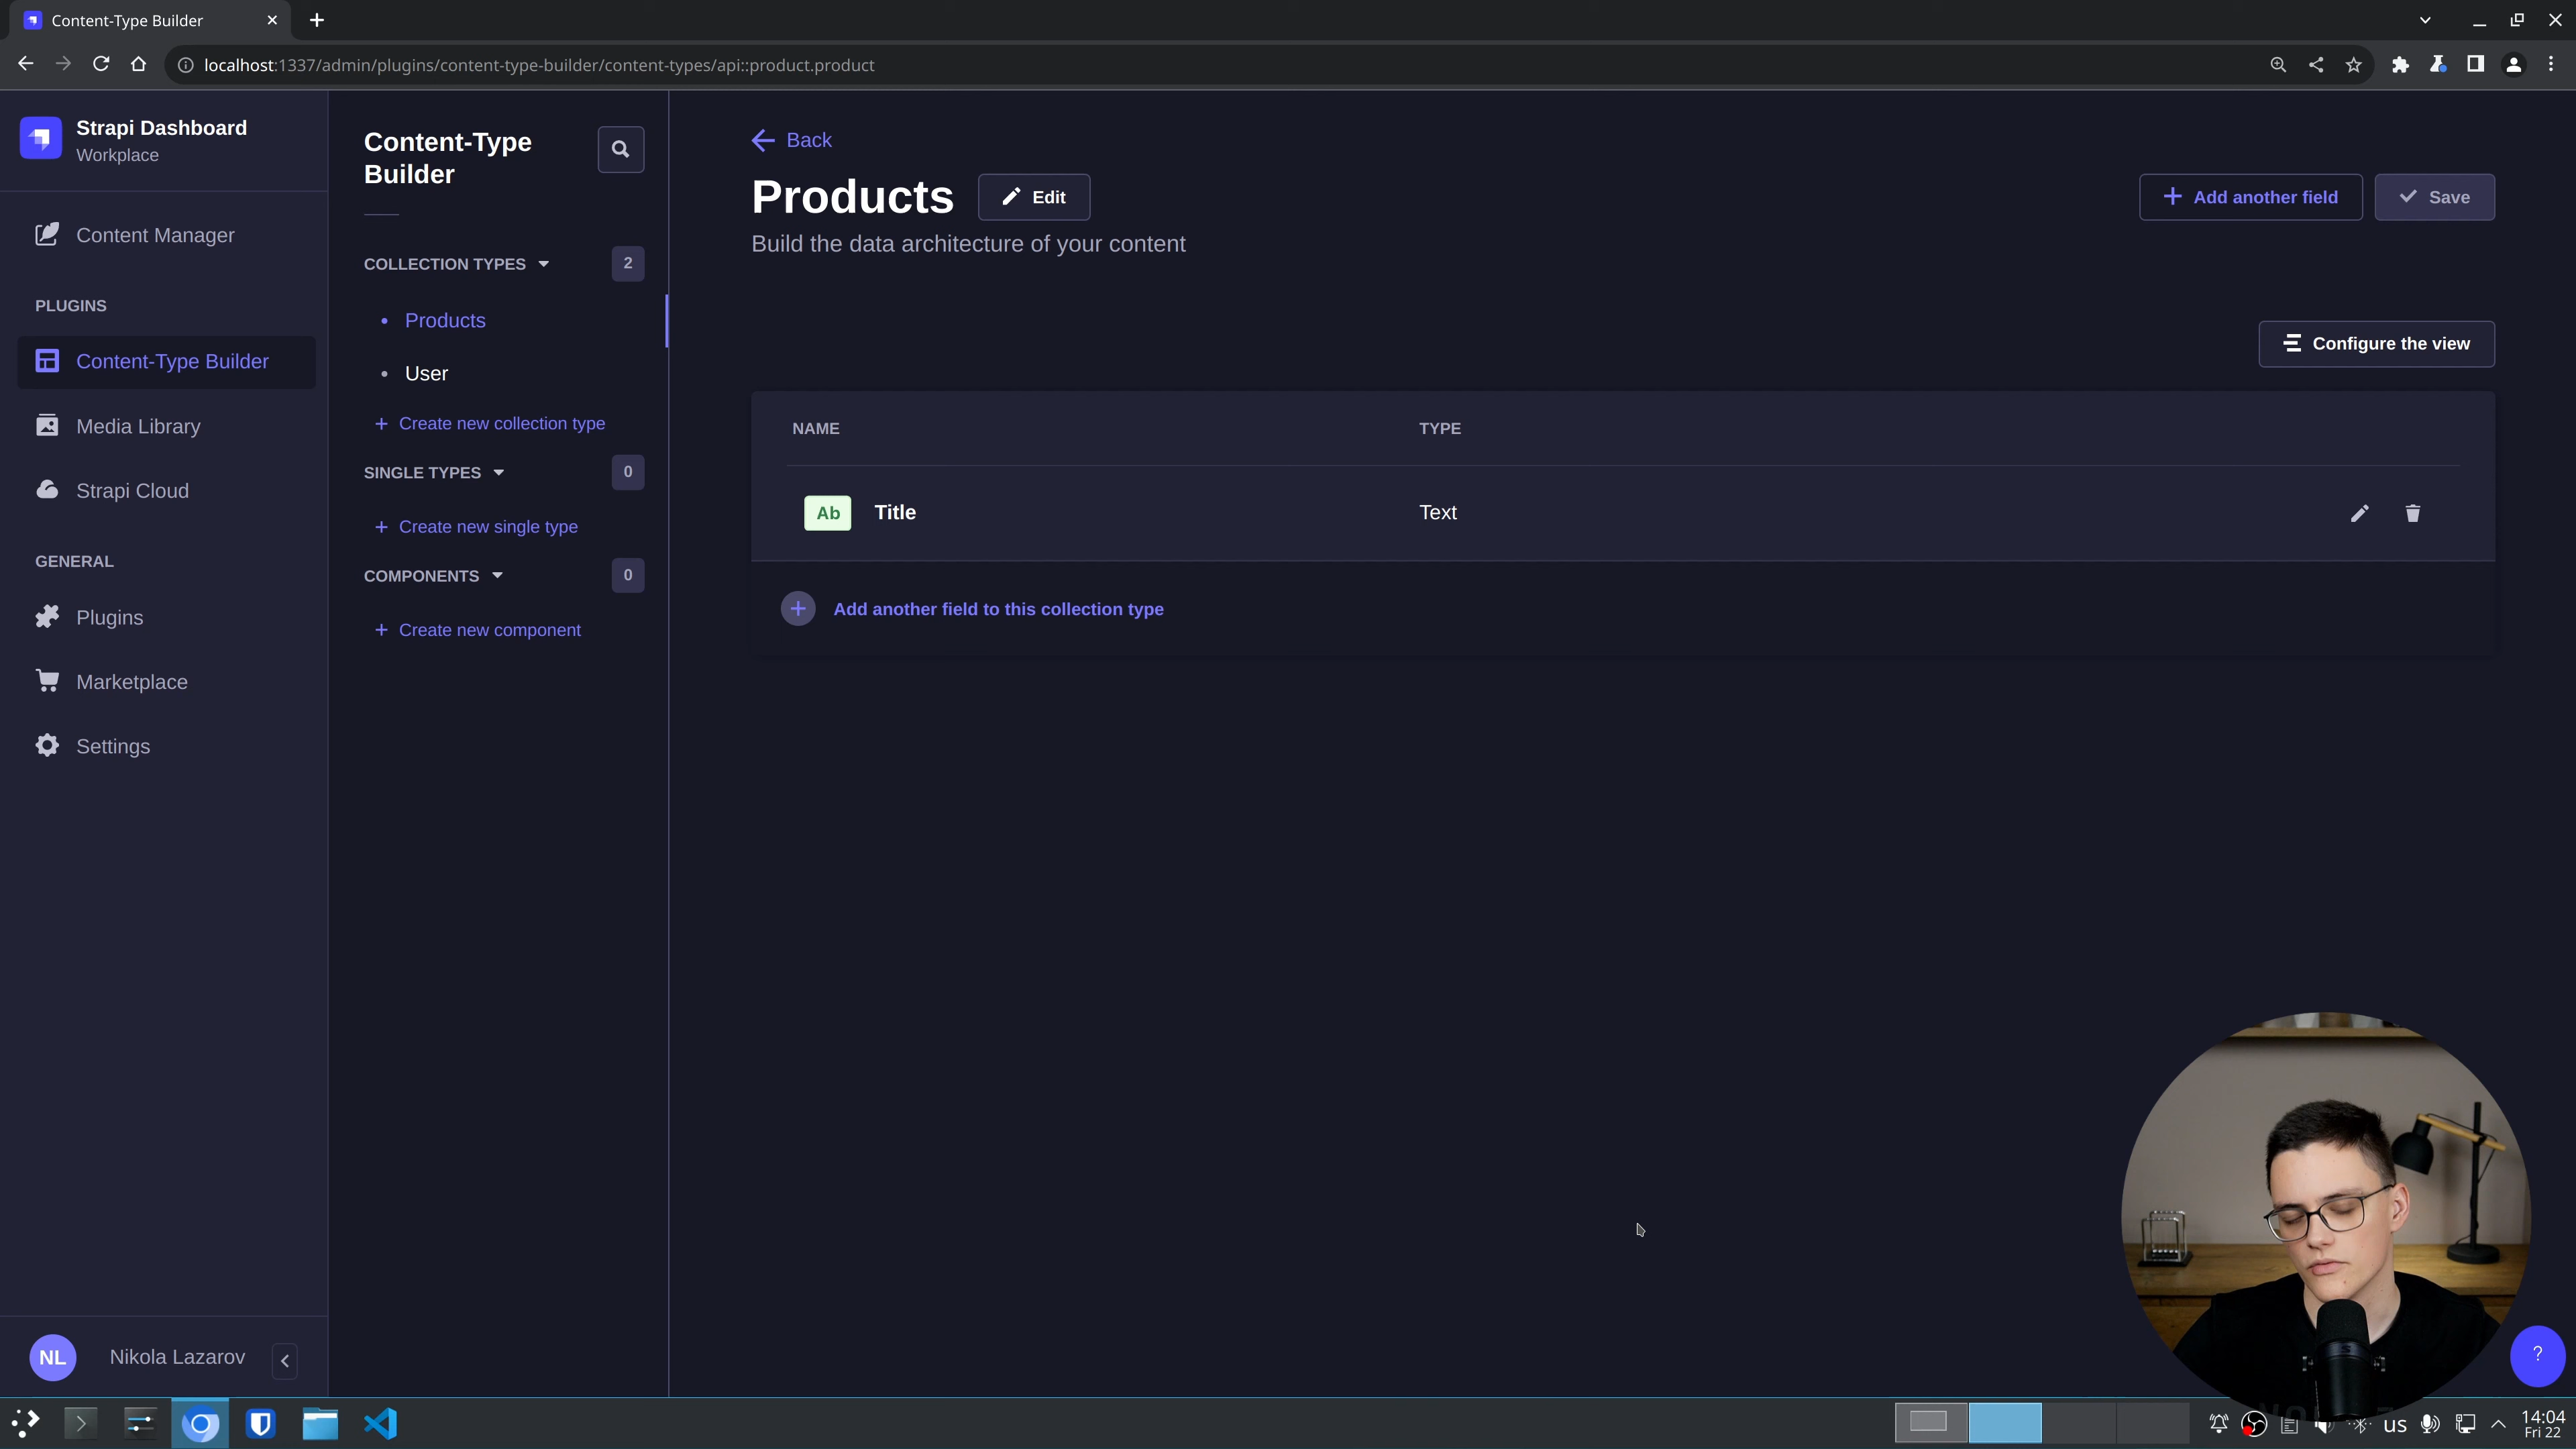 Content-Type Builder
localhost:1337/admin/plugins/content-type-builder/content-types/api::product.product
Strapi Dashboard
Workplace
Content Manager
PLUGINS
Content-Type Builder
Media Library
Strapi Cloud
GENERAL
Plugins
Marketplace
Settings
NL
Nikola Lazarov
Content-Type
Builder
COLLECTION TYPES
2
Products
User
+ Create new collection type
SINGLE TYPES
0
+ Create new single type
COMPONENTS
0
+ Create new component
Back
Products
Edit
Add another field
Save
Build the data architecture of your content
Configure the view
NAME
TYPE
Ab
Title
Text
Add another field to this collection type
?
us
14:04
Fri 22